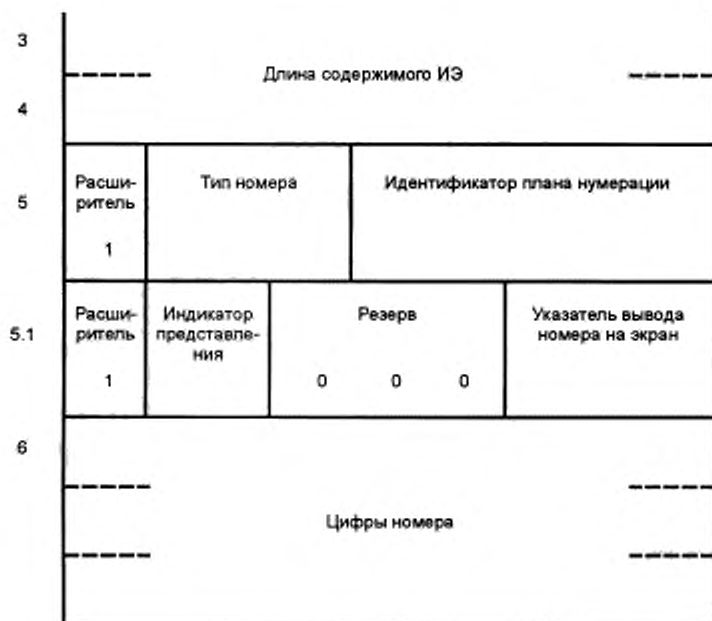 3
Длина содержимого ИЭ
4
Расши-
ритель
1
Тип номера
Идентификатор плана нумерации
5
Расши-
ритель
1
Индикатор
представле-
ния
Резерв
0 0 0
Указатель вывода
номера на экран
5.1
6
Цифры номера